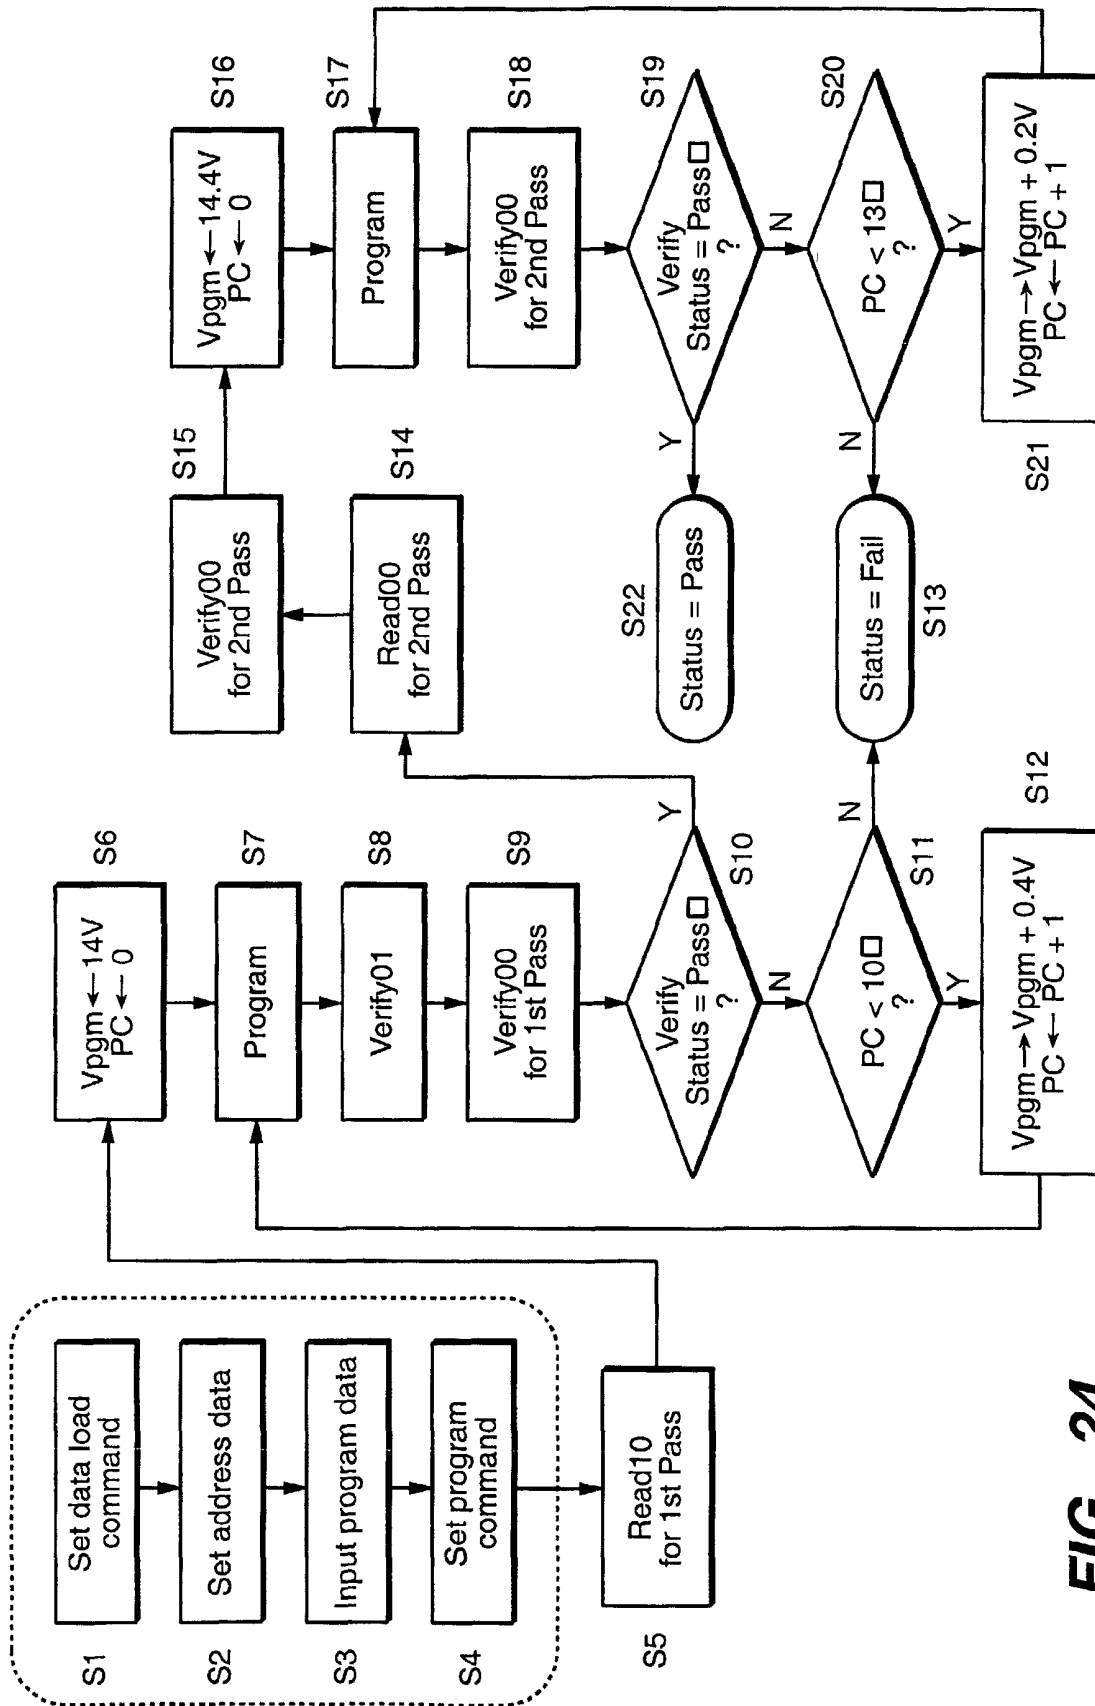 S1
Set data load
command
S2
Set address data
S3
Input program data
S4
Set program
command
S5
Read10
for 1st Pass
S6
Vpgm ← 14V
PC ← 0
S7
Program
S8
Verify01
S9
Verify00
for 1st Pass
S10
Verify
Status = Pass□
?
Y
N
S11
PC < 10□
?
N
Y
S12
Vpgm → Vpgm + 0.4V
PC ← PC + 1
S13
Status = Fail
S14
Read00
for 2nd Pass
S15
Verify00
for 2nd Pass
S16
Vpgm ← 14.4V
PC ← 0
S17
Program
S18
Verify00
for 2nd Pass
S19
Verify
Status = Pass□
?
Y
N
S20
PC < 13□
?
N
Y
S21
Vpgm → Vpgm + 0.2V
PC ← PC + 1
S22
Status = Pass
FIG_24